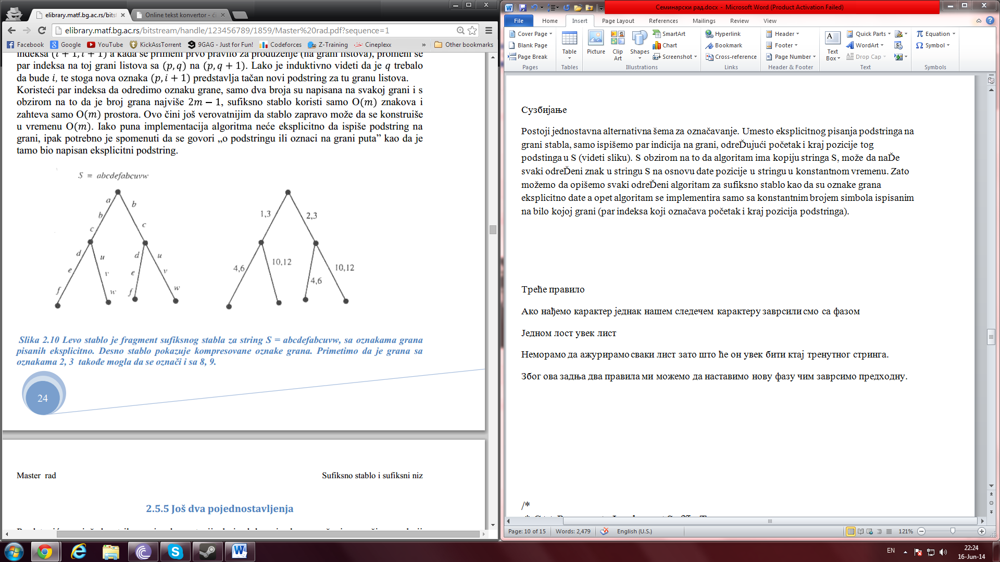 elibrary.matf.bg.ac.rs/bits
Online tekst konvertor - ći
elibrary.matf.bg.ac.rs/bitstream/handle/123456789/1859/Master%20rad.pdf?sequence=1
Facebook Google YouTube KickAssTorrent 9GAG - Just for Fun! Codeforces Z-Training Cineplexx » Other bookmarks
indeksa (i + 1, i + 1) a kada se primeni prvo pravilo za produženje (na grani listova), promeni se
par indeksa na toj grani listova sa (p, q) na (p, q + 1). Lako je induktivno videti da je q trebalo
da bude i, te stoga nova oznaka (p, i + 1) predstavlja tačan novi podstring za tu granu listova.
Koristeći par indeksa da odredimo oznaku grane, samo dva broja su napisana na svakoj grani i s
obzirom na to da je broj grana najviše 2m − 1, sufiksno stablo koristi samo O(m) znakova i
zahteva samo O(m) prostora. Ovo čini još verovatnijim da stablo zapravo može da se konstruiše
u vremenu O(m). Iako puna implementacija algoritma neće eksplicitno da ispiše podstring na
grani, ipak potrebno je spomenuti da se govori „o podstringu ili oznaci na grani puta” kao da je
tamo bio napisan eksplicitni podstring.
S = abcdefabcuvw
a b
b
c c
d u d u
e v e v
f w f w
1,3 2,3
4,6 10,12 4,6 10,12
Slika 2.10 Levo stablo je fragment sufiksnog stabla za string S = abcdefabcuvw, sa oznakama grana
pisanih eksplicitno. Desno stablo pokazuje kompresovane oznake grana. Primetimo da je grana sa
oznakama 2, 3 takođe mogla da se označi i sa 8, 9.
24
Master rad Sufiksno stablo i sufiksni niz
2.5.5 Još dva pojednostavljenja
Семинарски рад.docx - Microsoft Word (Product Activation Failed)
File Home Insert Page Layout References Mailings Review View
Cover Page
Blank Page
Page Break
Pages
Table
Tables
Picture
Clip Art
Shapes
SmartArt
Chart
Screenshot
Illustrations
Hyperlink
Bookmark
Cross-reference
Links
Header
Footer
Page Number
Header & Footer
Text Box
Quick Parts
WordArt
Drop Cap
Text
Equation
Symbol
Symbols
Сузбијање
Postoji jednostavna alternativna šema za označavanje. Umesto eksplicitnog pisanja podstringa na
grani stabla, samo ispišemo par indicija na grani, odreĎujući početak i kraj pozicije tog
podstinga u S (videti sliku). S obzirom na to da algoritam ima kopiju stringa S, može da naĎe
svaki odreĎeni znak u stringu S na osnovu date pozicije u stringu u konstantnom vremenu. Zato
možemo da opišemo svaki odreĎeni algoritam za sufiksno stablo kao da su oznake grana
eksplicitno date a opet algoritam se implementira samo sa konstantnim brojem simbola ispisanim
na bilo kojoj grani (par indeksa koji označava početak i kraj pozicija podstringa).
Треће правило
Ако нађемо карактер једнак нашем следечем карактеру заврсили смо са фазом
Једном лост увек лист
Неморамо да ажурирамо сваки лист зато што ће он увек бити ктај тренутног стринга.
Због ова задња два правила ми можемо да наставимо нову фазу чим заврсимо предходну.
/*
Page: 10 of 15 Words: 2,479 English (U.S.) 121%
EN 22:24
16-Jun-14